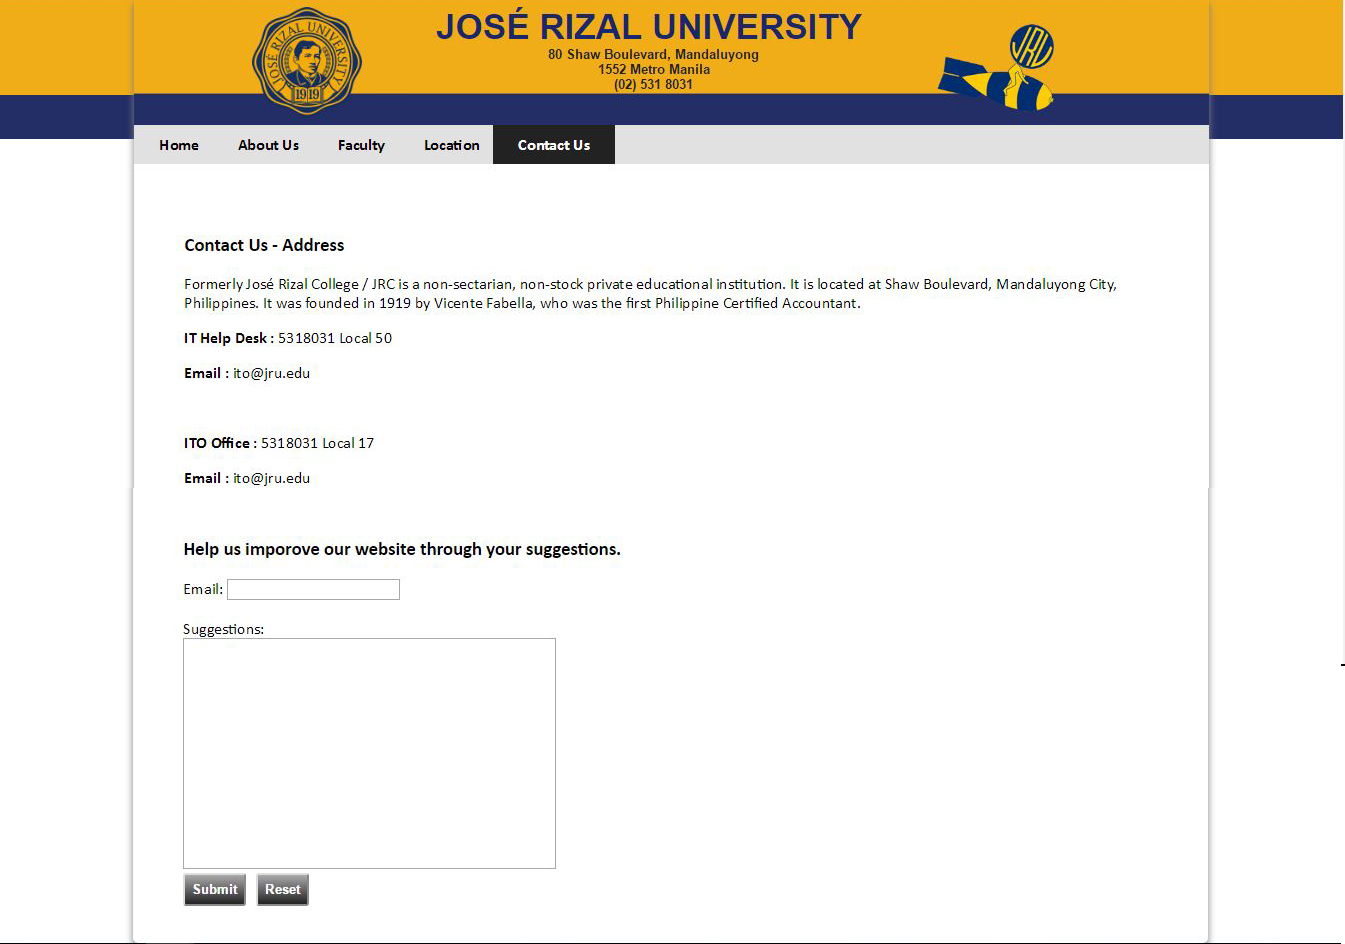 JOSÉ RIZAL UNIVERSITY
80 Shaw Boulevard, Mandaluyong
1552 Metro Manila
(02) 531 8031
JOSÉ RIZAL UNIVERSITY
1919
JRU
Home About Us Faculty Location Contact Us
Contact Us - Address
Formerly José Rizal College / JRC is a non-sectarian, non-stock private educational institution. It is located at Shaw Boulevard, Mandaluyong City,
Philippines. It was founded in 1919 by Vicente Fabella, who was the first Philippine Certified Accountant.
IT Help Desk : 5318031 Local 50
Email : ito@jru.edu
ITO Office : 5318031 Local 17
Email : ito@jru.edu
Help us imporove our website through your suggestions.
Email:
Suggestions:
Submit Reset